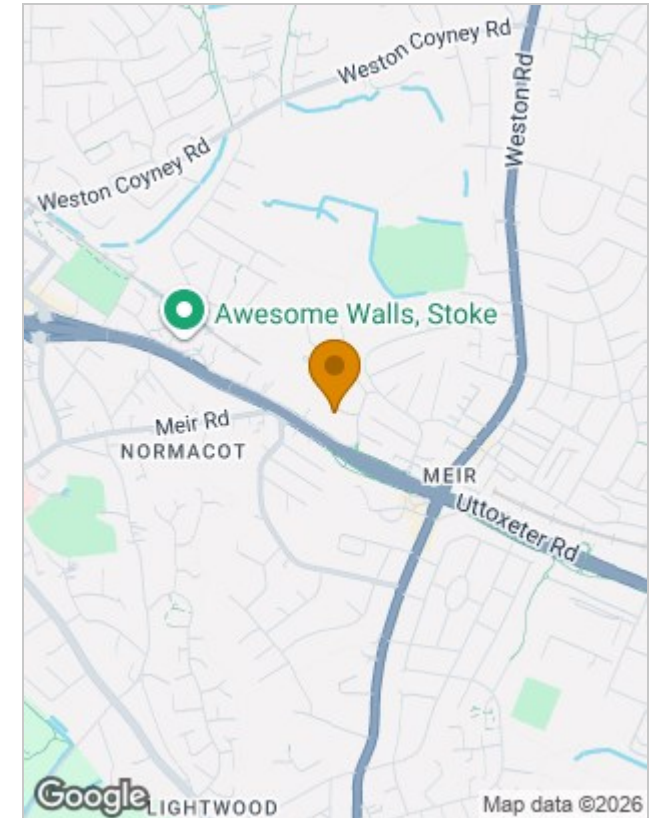 Weston Coyney Rd
Weston Rd
Weston Coyney Rd
Awesome Walls, Stoke
Meir Rd
NORMACOT
MEIR
Uttoxeter Rd
Google
LIGHTWOOD
Map data ©2026